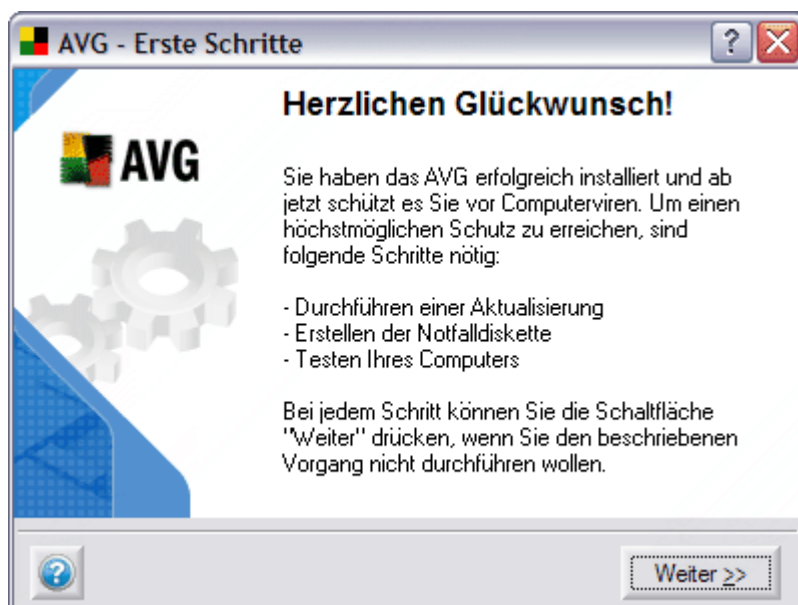 AVG - Erste Schritte
?
AVG
Herzlichen Glückwunsch!
Sie haben das AVG erfolgreich installiert und ab
jetzt schützt es Sie vor Computerviren. Um einen
höchstmöglichen Schutz zu erreichen, sind
folgende Schritte nötig:
- Durchführen einer Aktualisierung
- Erstellen der Notfalldiskette
- Testen Ihres Computers
Bei jedem Schritt können Sie die Schaltfläche
"Weiter" drücken, wenn Sie den beschriebenen
Vorgang nicht durchführen wollen.
?
Weiter >>